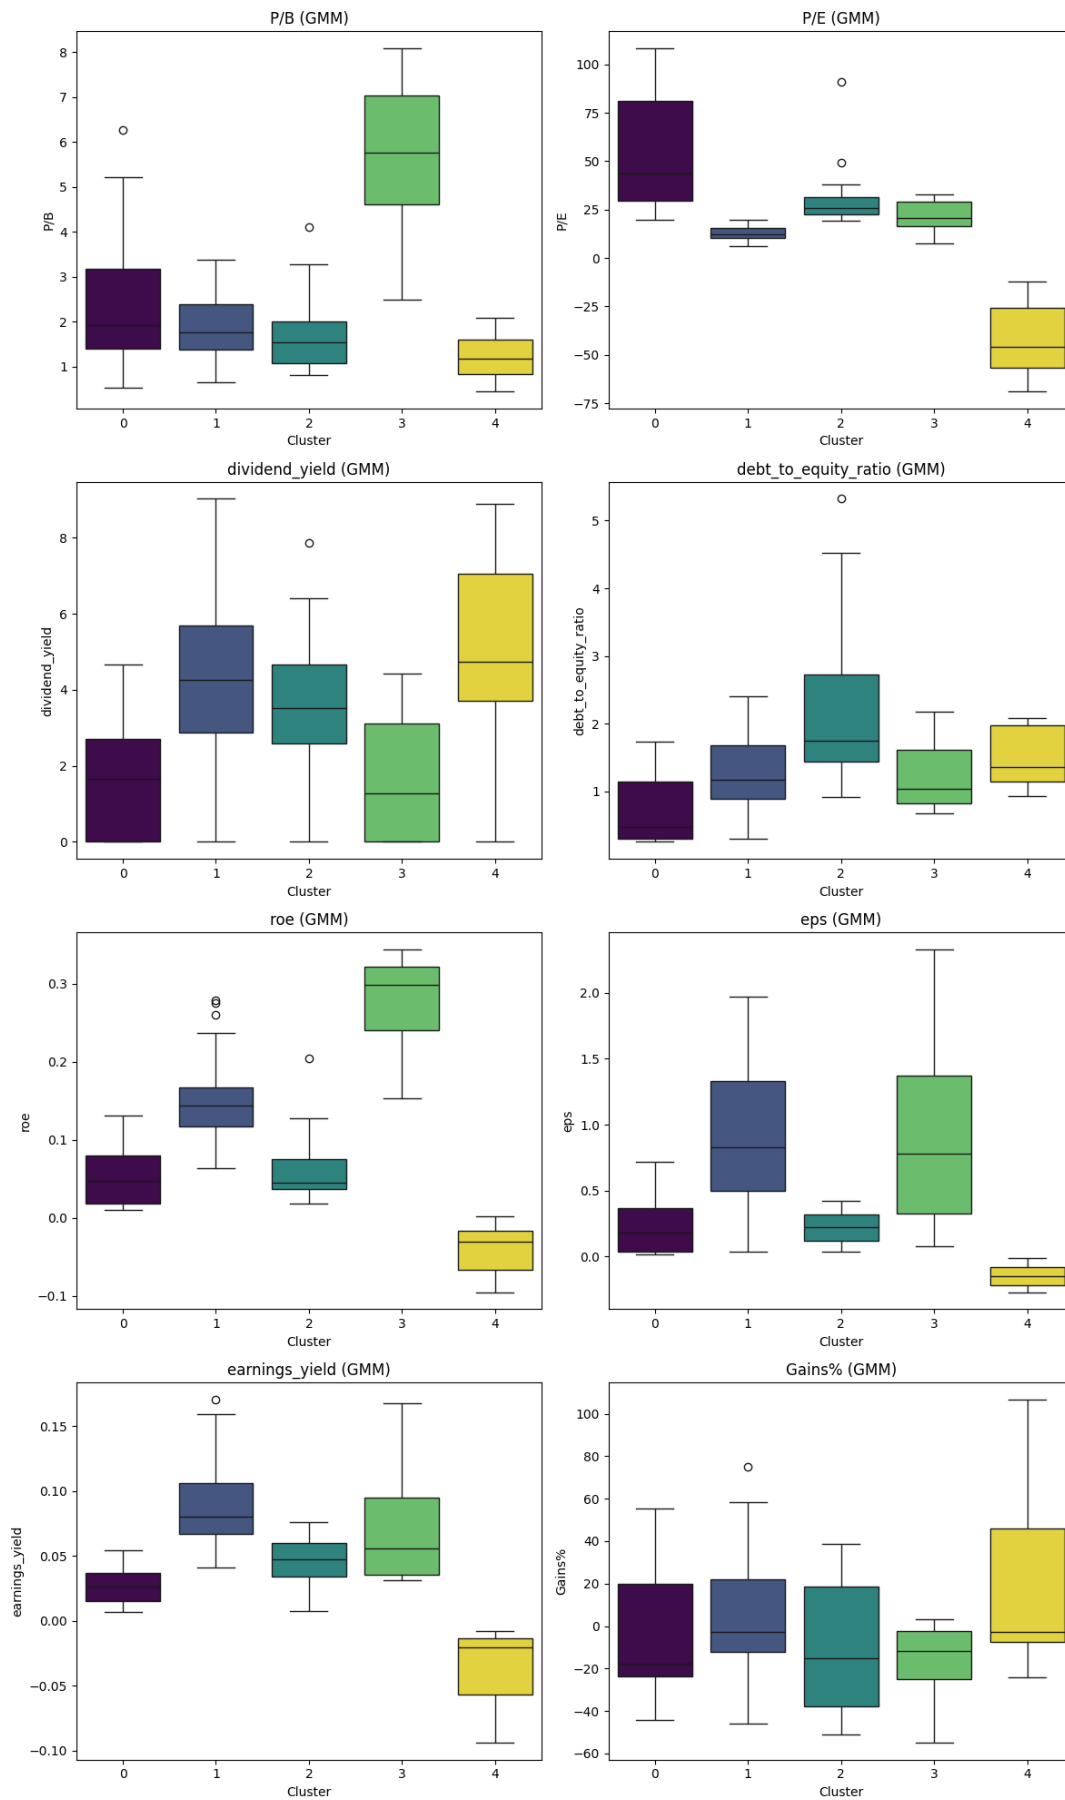 P/B (GMM)
P/B
8
7
6
5
4
3
2
1
0 1 2 3 4
Cluster
P/E (GMM)
P/E
100
75
50
25
0
−25
−50
−75
0 1 2 3 4
Cluster
dividend_yield (GMM)
dividend_yield
8
6
4
2
0
0 1 2 3 4
Cluster
debt_to_equity_ratio (GMM)
debt_to_equity_ratio
5
4
3
2
1
0 1 2 3 4
Cluster
roe (GMM)
roe
0.3
0.2
0.1
0.0
−0.1
0 1 2 3 4
Cluster
eps (GMM)
eps
2.0
1.5
1.0
0.5
0.0
0 1 2 3 4
Cluster
earnings_yield (GMM)
earnings_yield
0.15
0.10
0.05
0.00
−0.05
−0.10
0 1 2 3 4
Cluster
Gains% (GMM)
Gains%
100
80
60
40
20
0
−20
−40
−60
0 1 2 3 4
Cluster